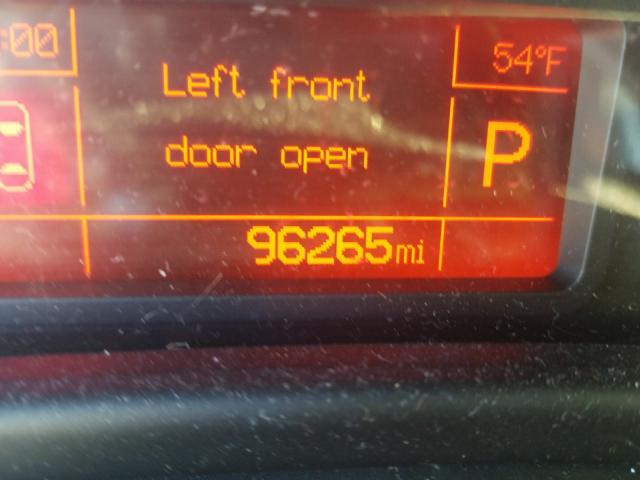 :00
54°F
Left front
door open
P
96265mi